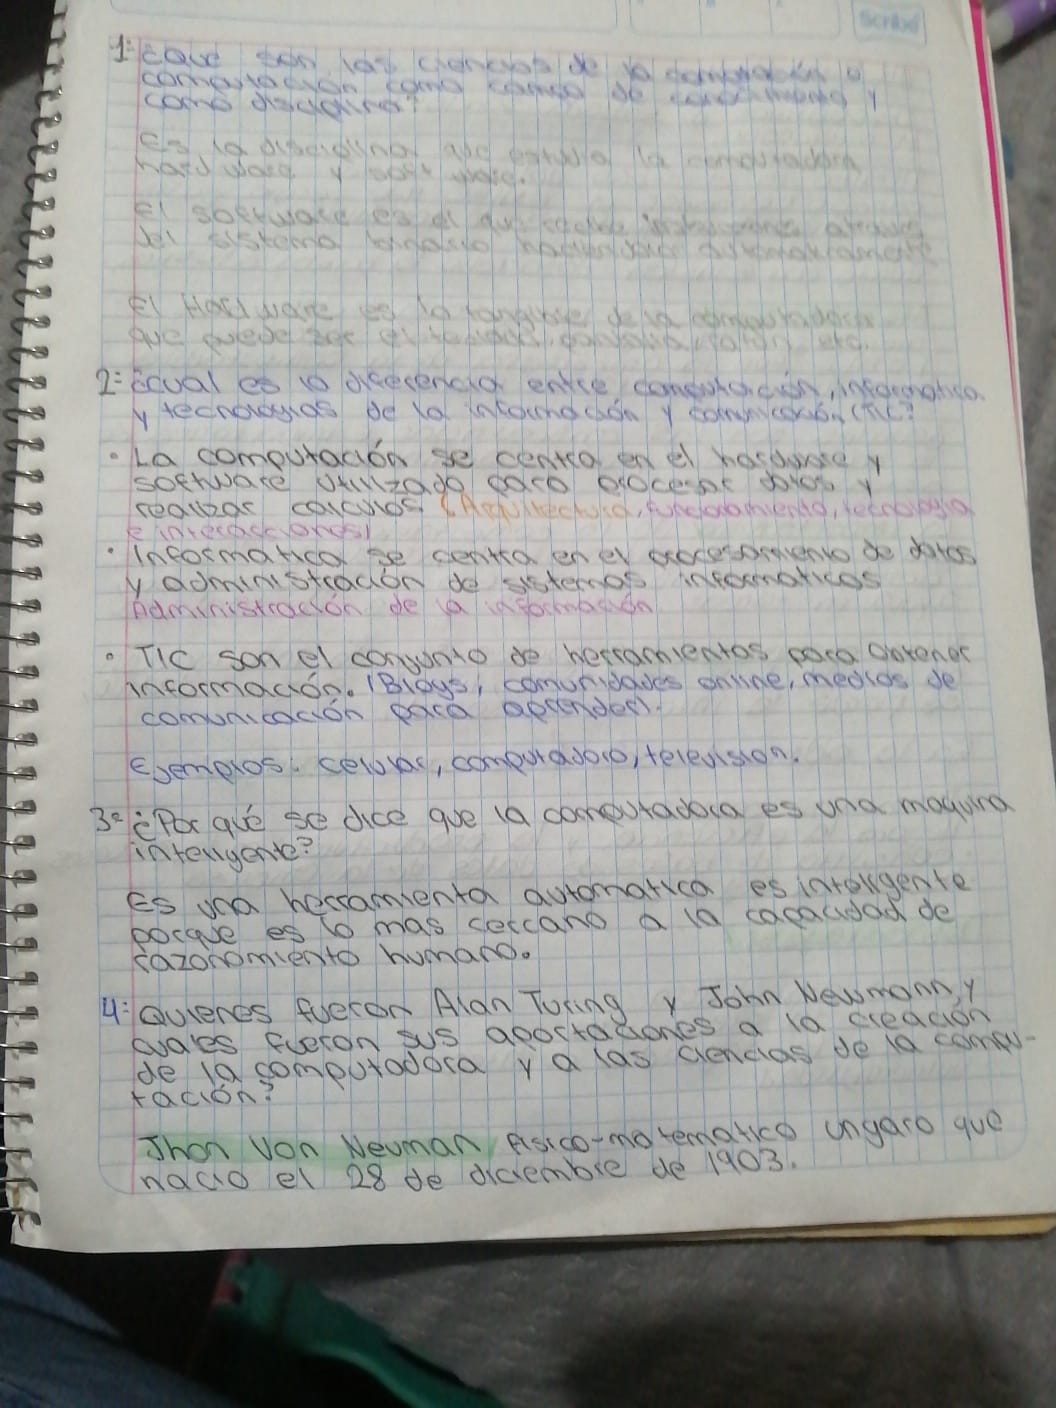 Scribe
1= ¿Qué son las ciencias de la computación o
computación como campo de conocimiento y
como disciplina?
Es la disciplina que estudia la computadora
hardware y software.
El software es el que recibe instrucciones
del sistema binario automaticamente
El Hardware es lo tangible de la computadora
que puede ser el teclado, pantalla, raton, etc.
2= ¿Cual es la diferencia entre computación, informatica
y tecnologias de la información y comunicación (TIC?
• La computación se centra en el hardware y
software utilizado para procesar datos y
realizar calculos (Arquitectura, funcionamiento, tecnologia
e interacciones)
• Informatica se centra en el procesamiento de datos
y administración de sistemas informaticos
Administración de la información
• TIC son el conjunto de herramientas para obtener
información. (Blogs, comunidades online, medios de
comunicación para aprender).
Ejemplos: celular, computadora, television.
3= ¿Por qué se dice que la computadora es una maquina
inteligente?
Es una herramienta automatica es inteligente
porque es lo mas cercano a la capacidad de
razonamiento humano.
4= Quienes fueron Alan Turing y John Newmann, y
cuales fueron sus aportaciones a la creación
de la computadora y a las ciencias de la compu-
tación?
Jhon Von Neuman, fisico-matematico ungaro que
nacio el 28 de diciembre de 1903.